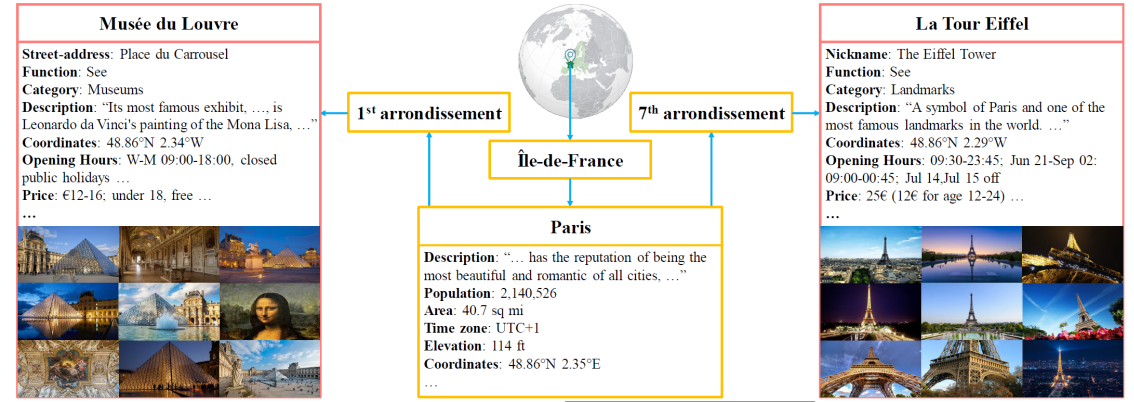 Musée du Louvre
Street-address: Place du Carrousel
Function: See
Category: Museums
Description: “Its most famous exhibit, …, is
Leonardo da Vinci's painting of the Mona Lisa, …”
Coordinates: 48.86°N 2.34°W
Opening Hours: W-M 09:00-18:00, closed
public holidays …
Price: €12-16; under 18, free …
…
1st arrondissement
7th arrondissement
Île-de-France
Paris
Description: “… has the reputation of being the
most beautiful and romantic of all cities, …”
Population: 2,140,526
Area: 40.7 sq mi
Time zone: UTC+1
Elevation: 114 ft
Coordinates: 48.86°N 2.35°E
…
La Tour Eiffel
Nickname: The Eiffel Tower
Function: See
Category: Landmarks
Description: “A symbol of Paris and one of the
most famous landmarks in the world. …”
Coordinates: 48.86°N 2.29°W
Opening Hours: 09:30-23:45; Jun 21-Sep 02:
09:00-00:45; Jul 14,Jul 15 off
Price: 25€ (12€ for age 12-24) …
…